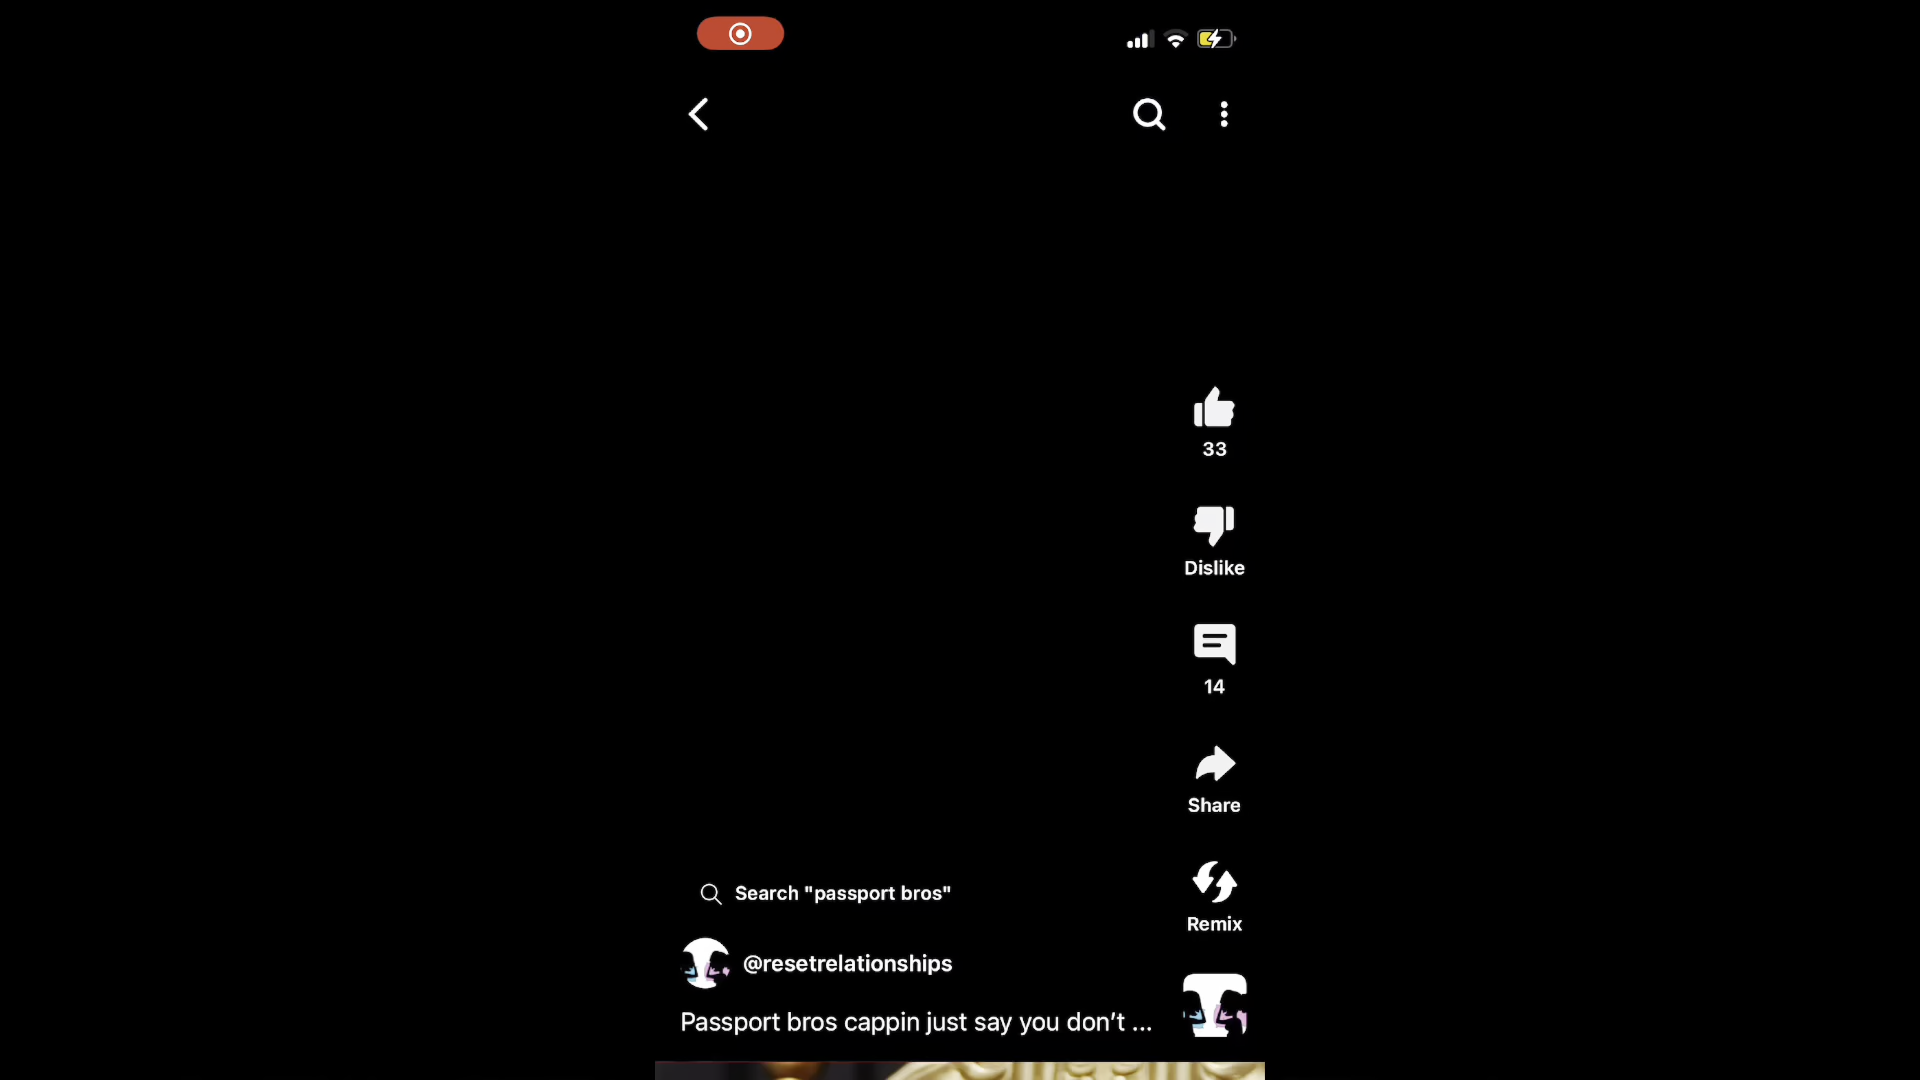 33
Dislike
14
Share
Search "passport bros"
Remix
@resetrelationships
Passport bros cappin just say you don’t ...